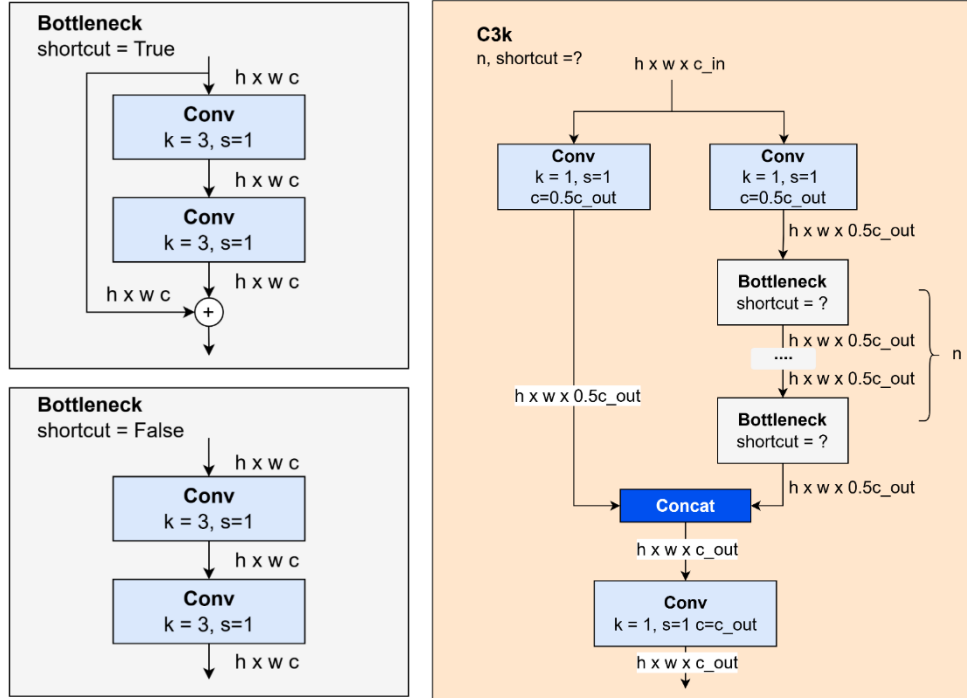 Bottleneck
shortcut = True
h x w c
Conv
k = 3, s=1
h x w c
Conv
k = 3, s=1
h x w c
h x w c
+
Bottleneck
shortcut = False
h x w c
Conv
k = 3, s=1
h x w c
Conv
k = 3, s=1
h x w c
C3k
n, shortcut =?
h x w x c_in
Conv
k = 1, s=1
c=0.5c_out
Conv
k = 1, s=1
c=0.5c_out
h x w x 0.5c_out
Bottleneck
shortcut = ?
h x w x 0.5c_out
....
n
h x w x 0.5c_out
h x w x 0.5c_out
Bottleneck
shortcut = ?
h x w x 0.5c_out
Concat
h x w x c_out
Conv
k = 1, s=1 c=c_out
h x w x c_out